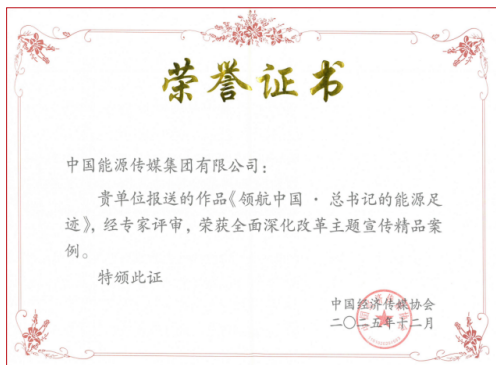 荣誉证书
中国能源传媒集团有限公司：
贵单位报送的作品《领航中国·总书记的能源足
迹》，经专家评审，荣获全面深化改革主题宣传精品案
例。
特颁此证
中国经济传媒协会
二〇二五年十二月